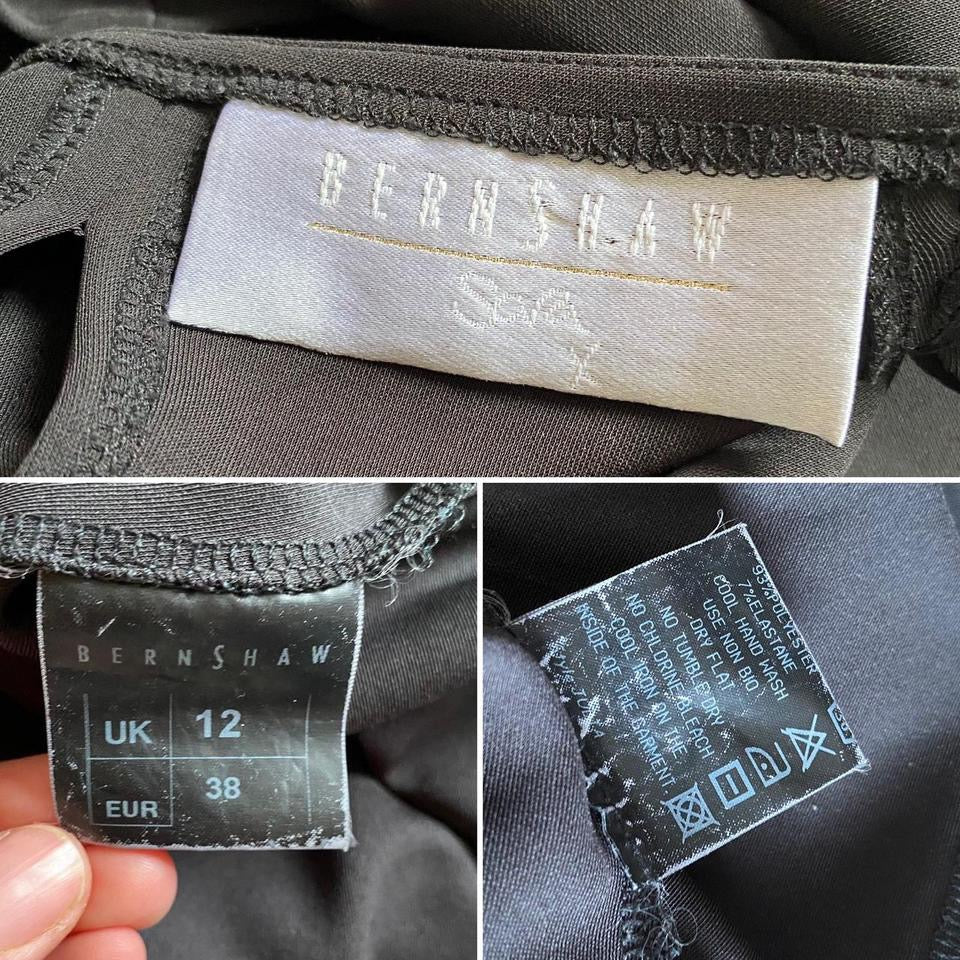 BERNSHAW
BERNSHAW
UK 12
EUR 38
93%POLYESTER
7%ELASTANE
COOL HAND WASH
USE NON BIO
DRY FLAT
NO TUMBLE DRY
NO CHLORINE BLEACH
COOL IRON ON THE
INSIDE OF THE GARMENT.